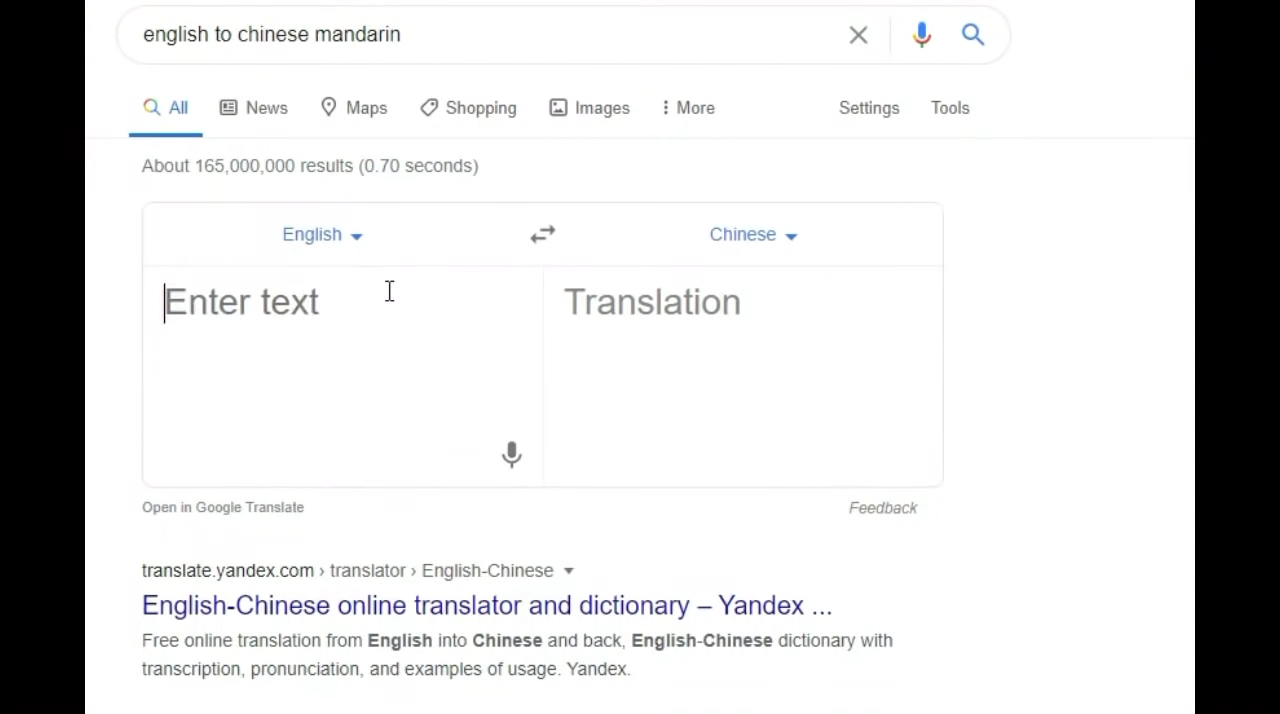 english to chinese mandarin
All News Maps Shopping Images More Settings Tools
About 165,000,000 results (0.70 seconds)
English Chinese
Enter text Translation
Open in Google Translate Feedback
translate.yandex.com › translator › English-Chinese
English-Chinese online translator and dictionary – Yandex ...
Free online translation from English into Chinese and back, English-Chinese dictionary with
transcription, pronunciation, and examples of usage. Yandex.